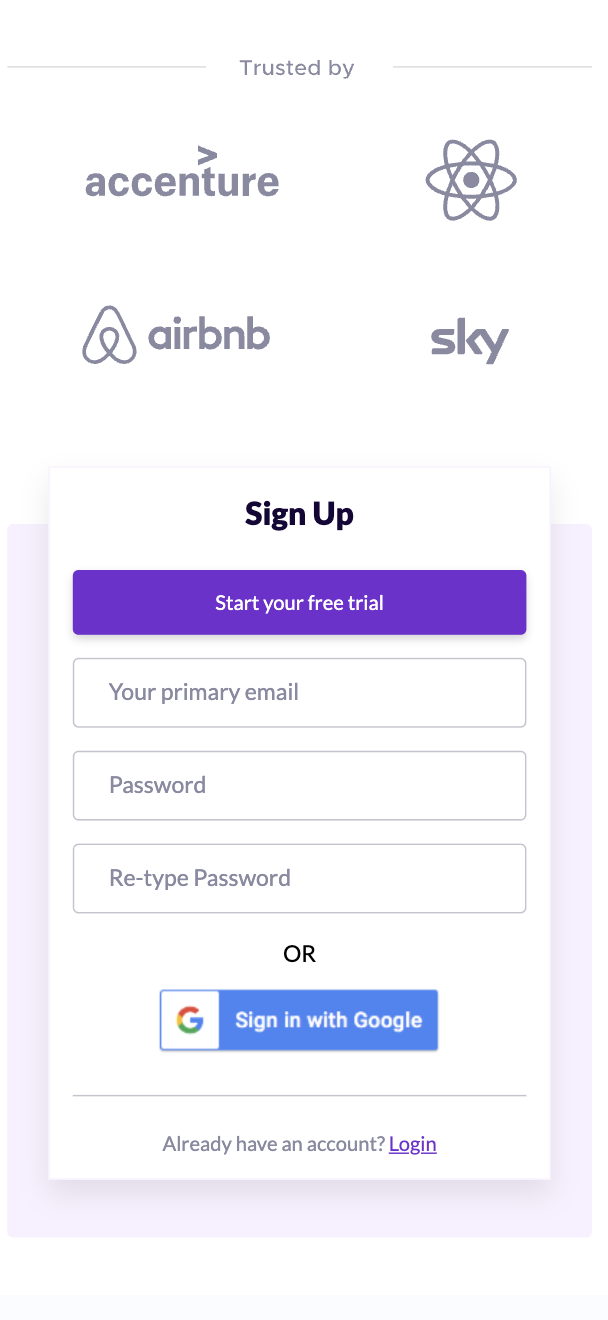 Trusted by
accenture
airbnb
sky
Sign Up
Start your free trial
Your primary email
Password
Re-type Password
OR
Sign in with Google
Already have an account? Login